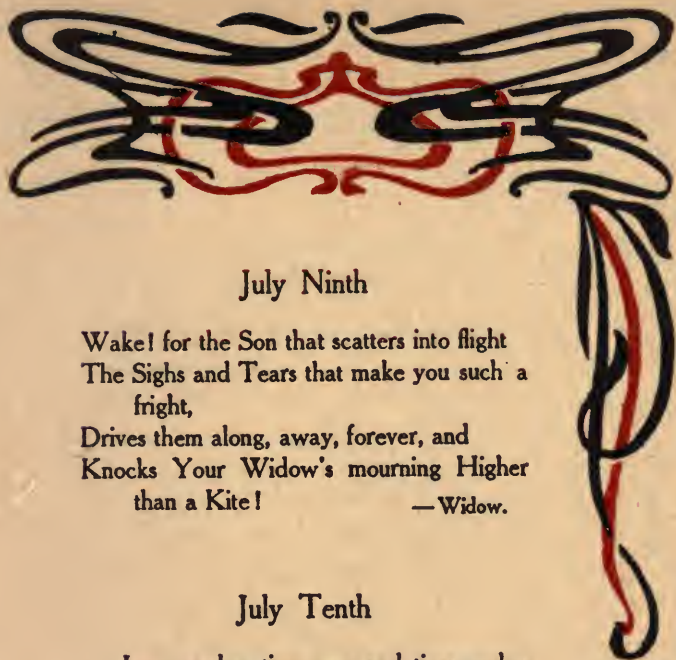 July Ninth
Wake! for the Son that scatters into flight
The Sighs and Tears that make you such a
fright,
Drives them along, away, forever, and
Knocks Your Widow's mourning Higher
than a Kite! — Widow.
July Tenth